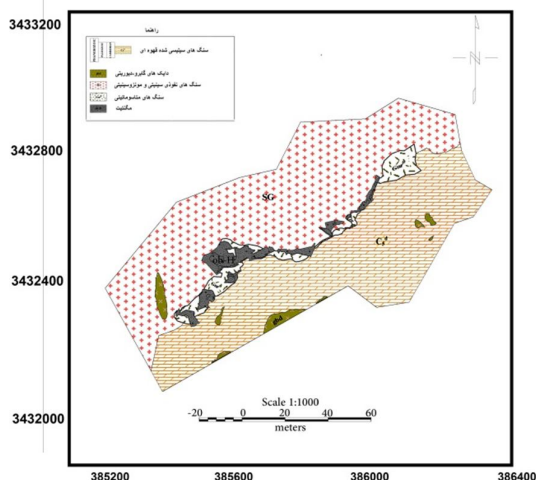 3433200
3432800
3432400
3432000
راهنما
سنگ های سیلیسی شده قهوه ای
دایک های گابرو-دیوریتی
سنگ های نفوذی سینیتی و مونزوسینیتی
سنگ های متاسوماتیتی
مگنتیت
N
SG
gbd
Scale 1:1000
-20 0 20 40 60
meters
385200 385600 386000 386400